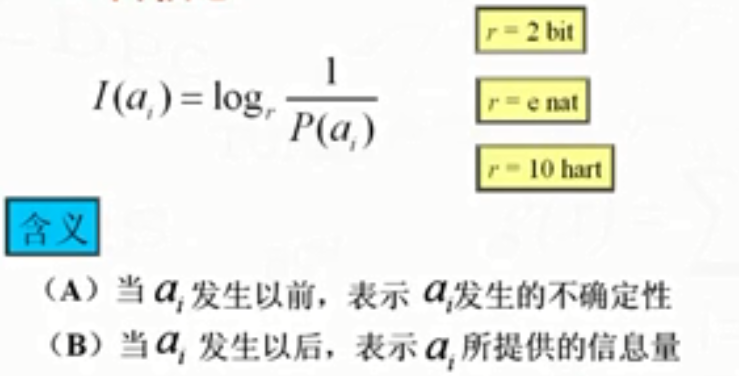 I(a_i) = log_r 1/P(a_i)
r = 2 bit
r = e nat
r = 10 hart
含义
（A）当 a_i 发生以前，表示 a_i 发生的不确定性
（B）当 a_i 发生以后，表示 a_i 所提供的信息量